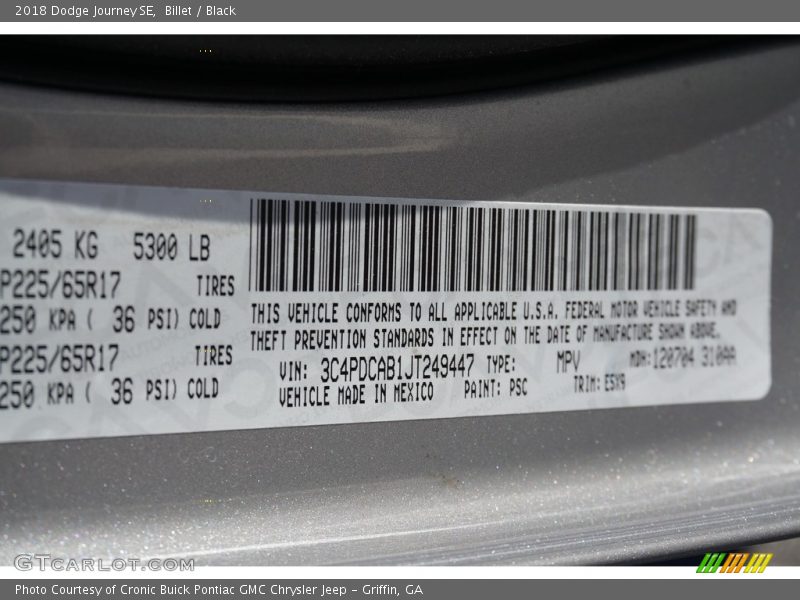 2018 Dodge Journey SE, Billet / Black
2405 KG 5300 LB
P225/65R17 TIRES
250 KPA ( 36 PSI) COLD
P225/65R17 TIRES
250 KPA ( 36 PSI) COLD
THIS VEHICLE CONFORMS TO ALL APPLICABLE U.S.A. FEDERAL MOTOR VEHICLE SAFETY AND
THEFT PREVENTION STANDARDS IN EFFECT ON THE DATE OF MANUFACTURE SHOWN ABOVE.
VIN: 3C4PDCAB1JT249447 TYPE: MPV MDH: 120704
VEHICLE MADE IN MEXICO PAINT: PSC TRIM: E5X9
GTCarLot.com
Photo Courtesy of Cronic Buick Pontiac GMC Chrysler Jeep - Griffin, GA